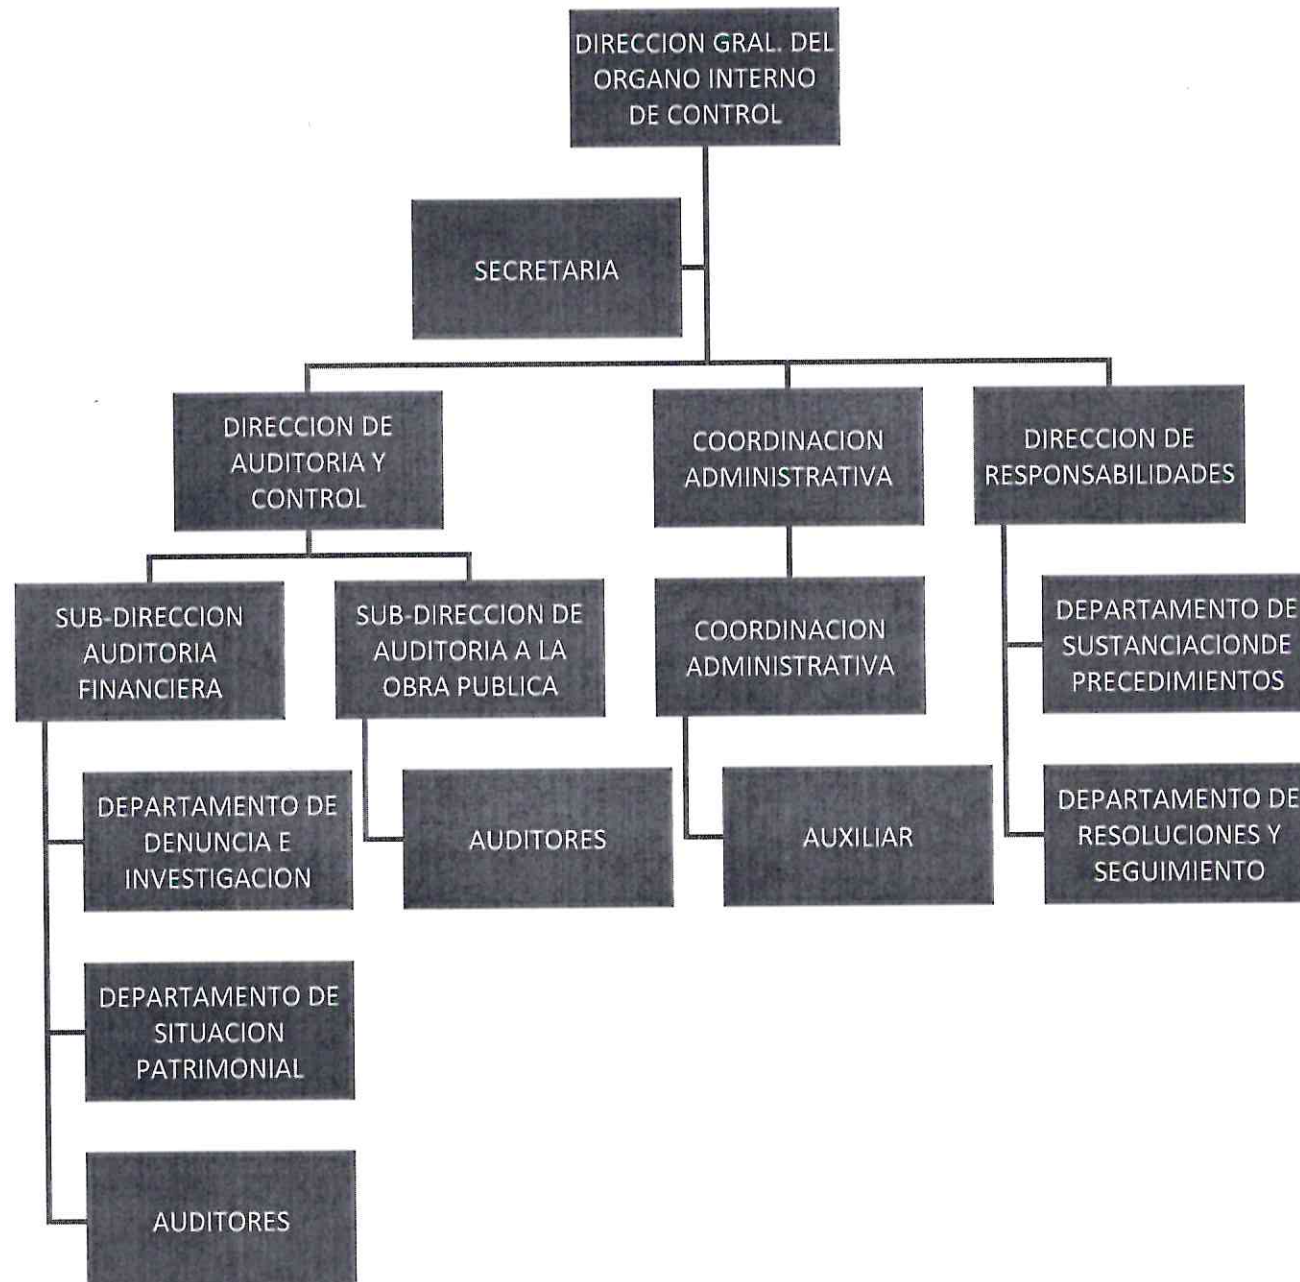 DIRECCION GRAL. DEL
ORGANO INTERNO
DE CONTROL
SECRETARIA
DIRECCION DE
AUDITORIA Y
CONTROL
COORDINACION
ADMINISTRATIVA
DIRECCION DE
RESPONSABILIDADES
SUB-DIRECCION
AUDITORIA
FINANCIERA
SUB-DIRECCION DE
AUDITORIA A LA
OBRA PUBLICA
COORDINACION
ADMINISTRATIVA
DEPARTAMENTO DE
SUSTANCIACIONDE
PRECEDIMIENTOS
DEPARTAMENTO DE
DENUNCIA E
INVESTIGACION
AUDITORES
AUXILIAR
DEPARTAMENTO DE
RESOLUCIONES Y
SEGUIMIENTO
DEPARTAMENTO DE
SITUACION
PATRIMONIAL
AUDITORES